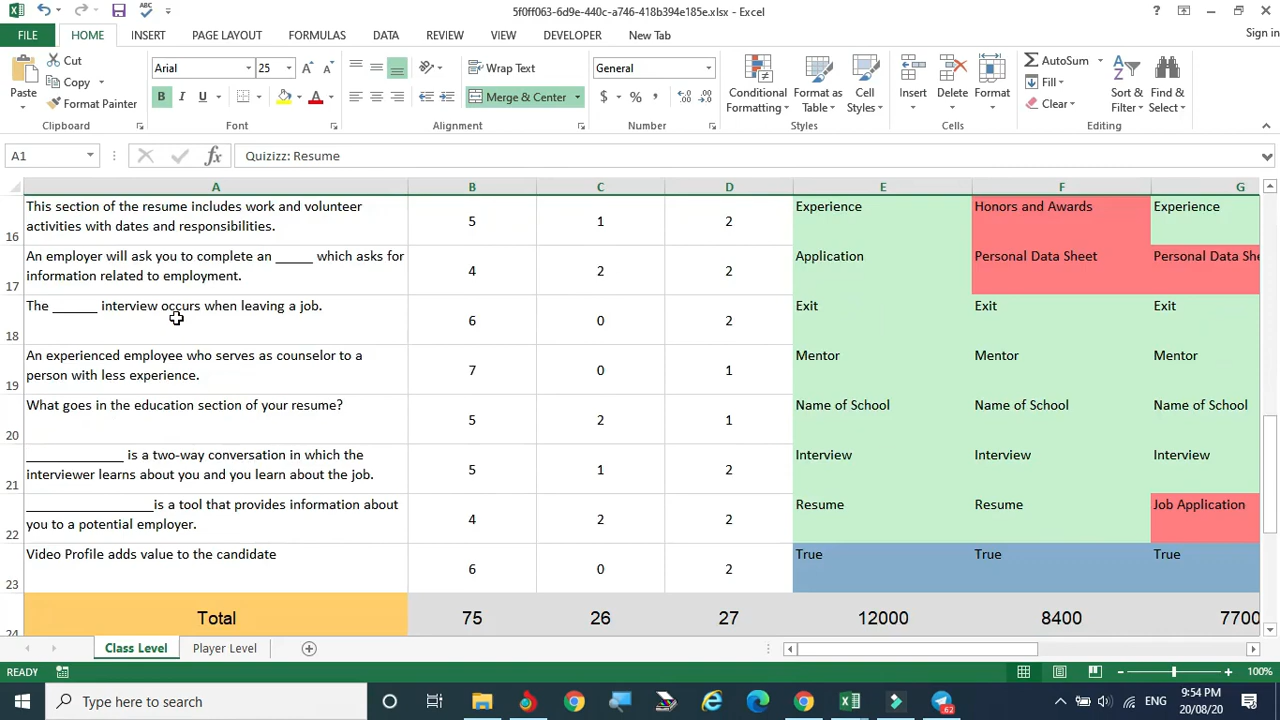 5f0ff063-6d9e-440c-a746-418b394e185e.xlsx - Excel
FILE HOME INSERT PAGE LAYOUT FORMULAS DATA REVIEW VIEW DEVELOPER New Tab Sign in
Paste
Cut
Copy
Format Painter
Clipboard
Arial 25
B I U
Font
Wrap Text
Merge & Center
Alignment
General
$ % ,
Number
Conditional Formatting
Format as Table
Cell Styles
Styles
Insert
Delete
Format
Cells
AutoSum
Fill
Clear
Sort & Filter
Find & Select
Editing
A1 fx Quizizz: Resume
A B C D E F G
This section of the resume includes work and volunteer
activities with dates and responsibilities.
16 5 1 2 Experience Honors and Awards Experience
An employer will ask you to complete an _____ which asks for
information related to employment.
17 4 2 2 Application Personal Data Sheet Personal Data She
The ______ interview occurs when leaving a job.
18 6 0 2 Exit Exit Exit
An experienced employee who serves as counselor to a
person with less experience.
19 7 0 1 Mentor Mentor Mentor
What goes in the education section of your resume?
20 5 2 1 Name of School Name of School Name of School
_____________ is a two-way conversation in which the
interviewer learns about you and you learn about the job.
21 5 1 2 Interview Interview Interview
_________________is a tool that provides information about
you to a potential employer.
22 4 2 2 Resume Resume Job Application
Video Profile adds value to the candidate
23 6 0 2 True True True
24 Total 75 26 27 12000 8400 7700
Class Level Player Level
READY 100%
Type here to search
62
ENG
9:54 PM
20/08/20